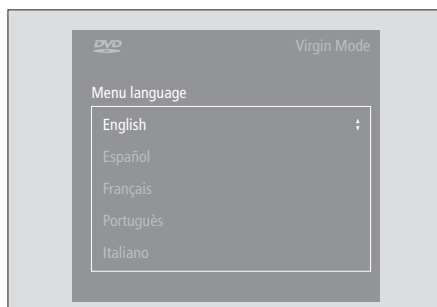 DVD Virgin Mode
Menu language
English
Español
Français
Português
Italiano